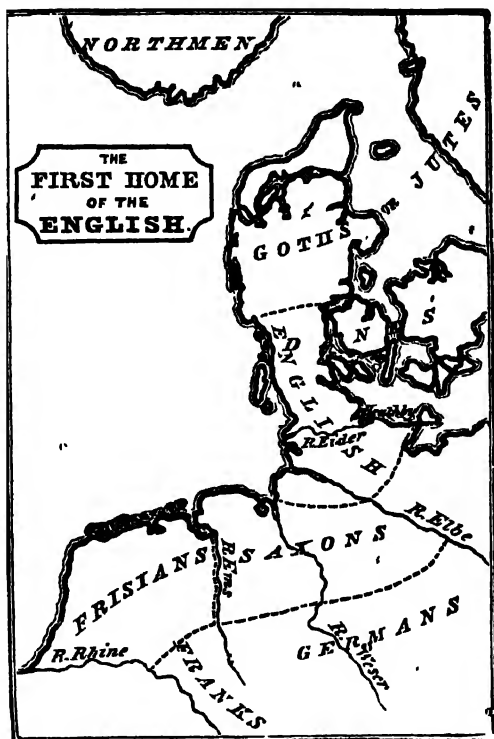 NORTHMEN
THE
FIRST HOME
OF THE
ENGLISH.
GOTHS OR JUTES
D
N
S
ENGLISH
R. Eider
R. Elbe
FRISIANS
R. Ems
SAXONS
R. Weser
GERMANS
R. Rhine
FRANKS